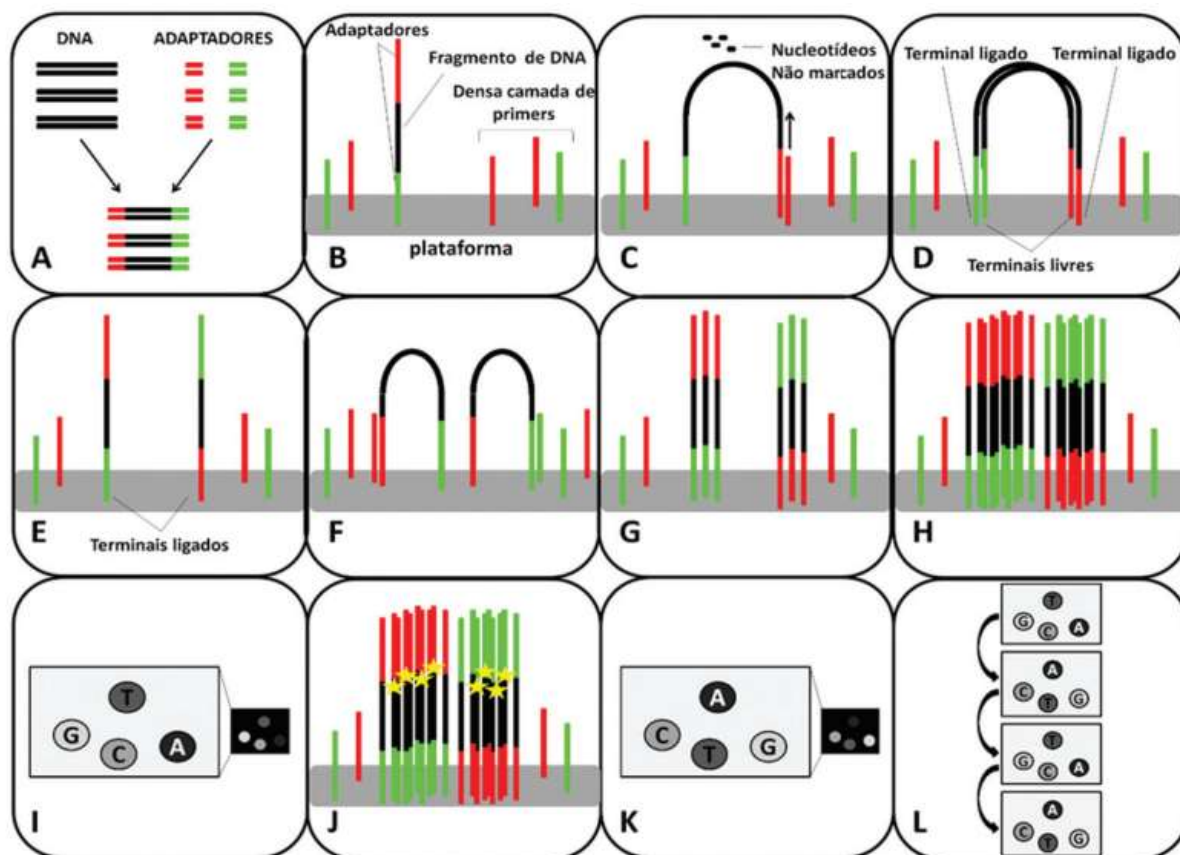 DNA
ADAPTADORES
A
Adaptadores
Fragmento de DNA
Densa camada de
primers
plataforma
B
Nucleotídeos
Não marcados
C
Terminal ligado
Terminal ligado
Terminais livres
D
Terminais ligados
E
F
G
H
T
G
C
A
I
J
A
C
T
G
K
T
G
C
A
A
C
T
G
T
G
C
A
A
C
T
G
L